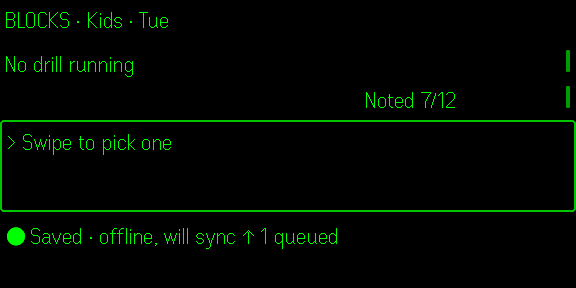 BLOCKS · Kids · Tue
No drill running
Noted 7/12
> Swipe to pick one
Saved · offline, will sync ↑ 1 queued